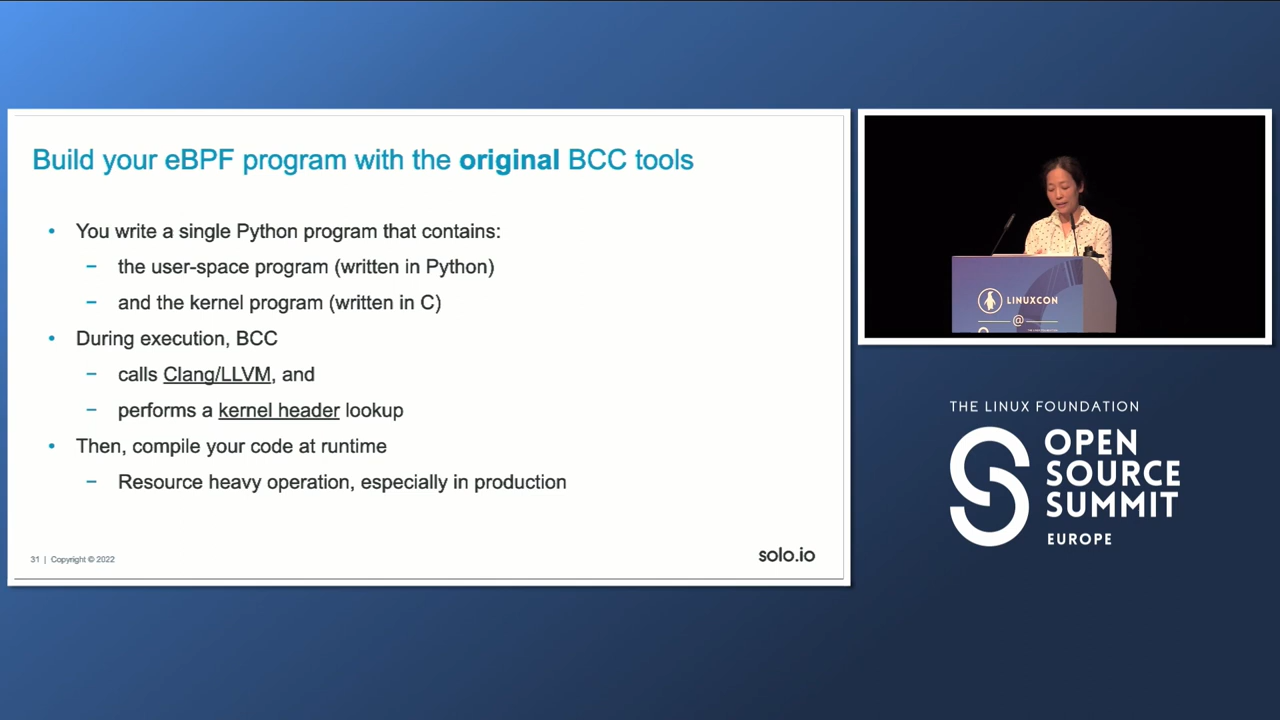 Build your eBPF program with the original BCC tools
• You write a single Python program that contains:
– the user-space program (written in Python)
– and the kernel program (written in C)
• During execution, BCC
– calls Clang/LLVM, and
– performs a kernel header lookup
• Then, compile your code at runtime
– Resource heavy operation, especially in production
31 | Copyright © 2022
solo.io
LINUXCON
@
THE LINUX FOUNDATION
OPEN
SOURCE
SUMMIT
EUROPE